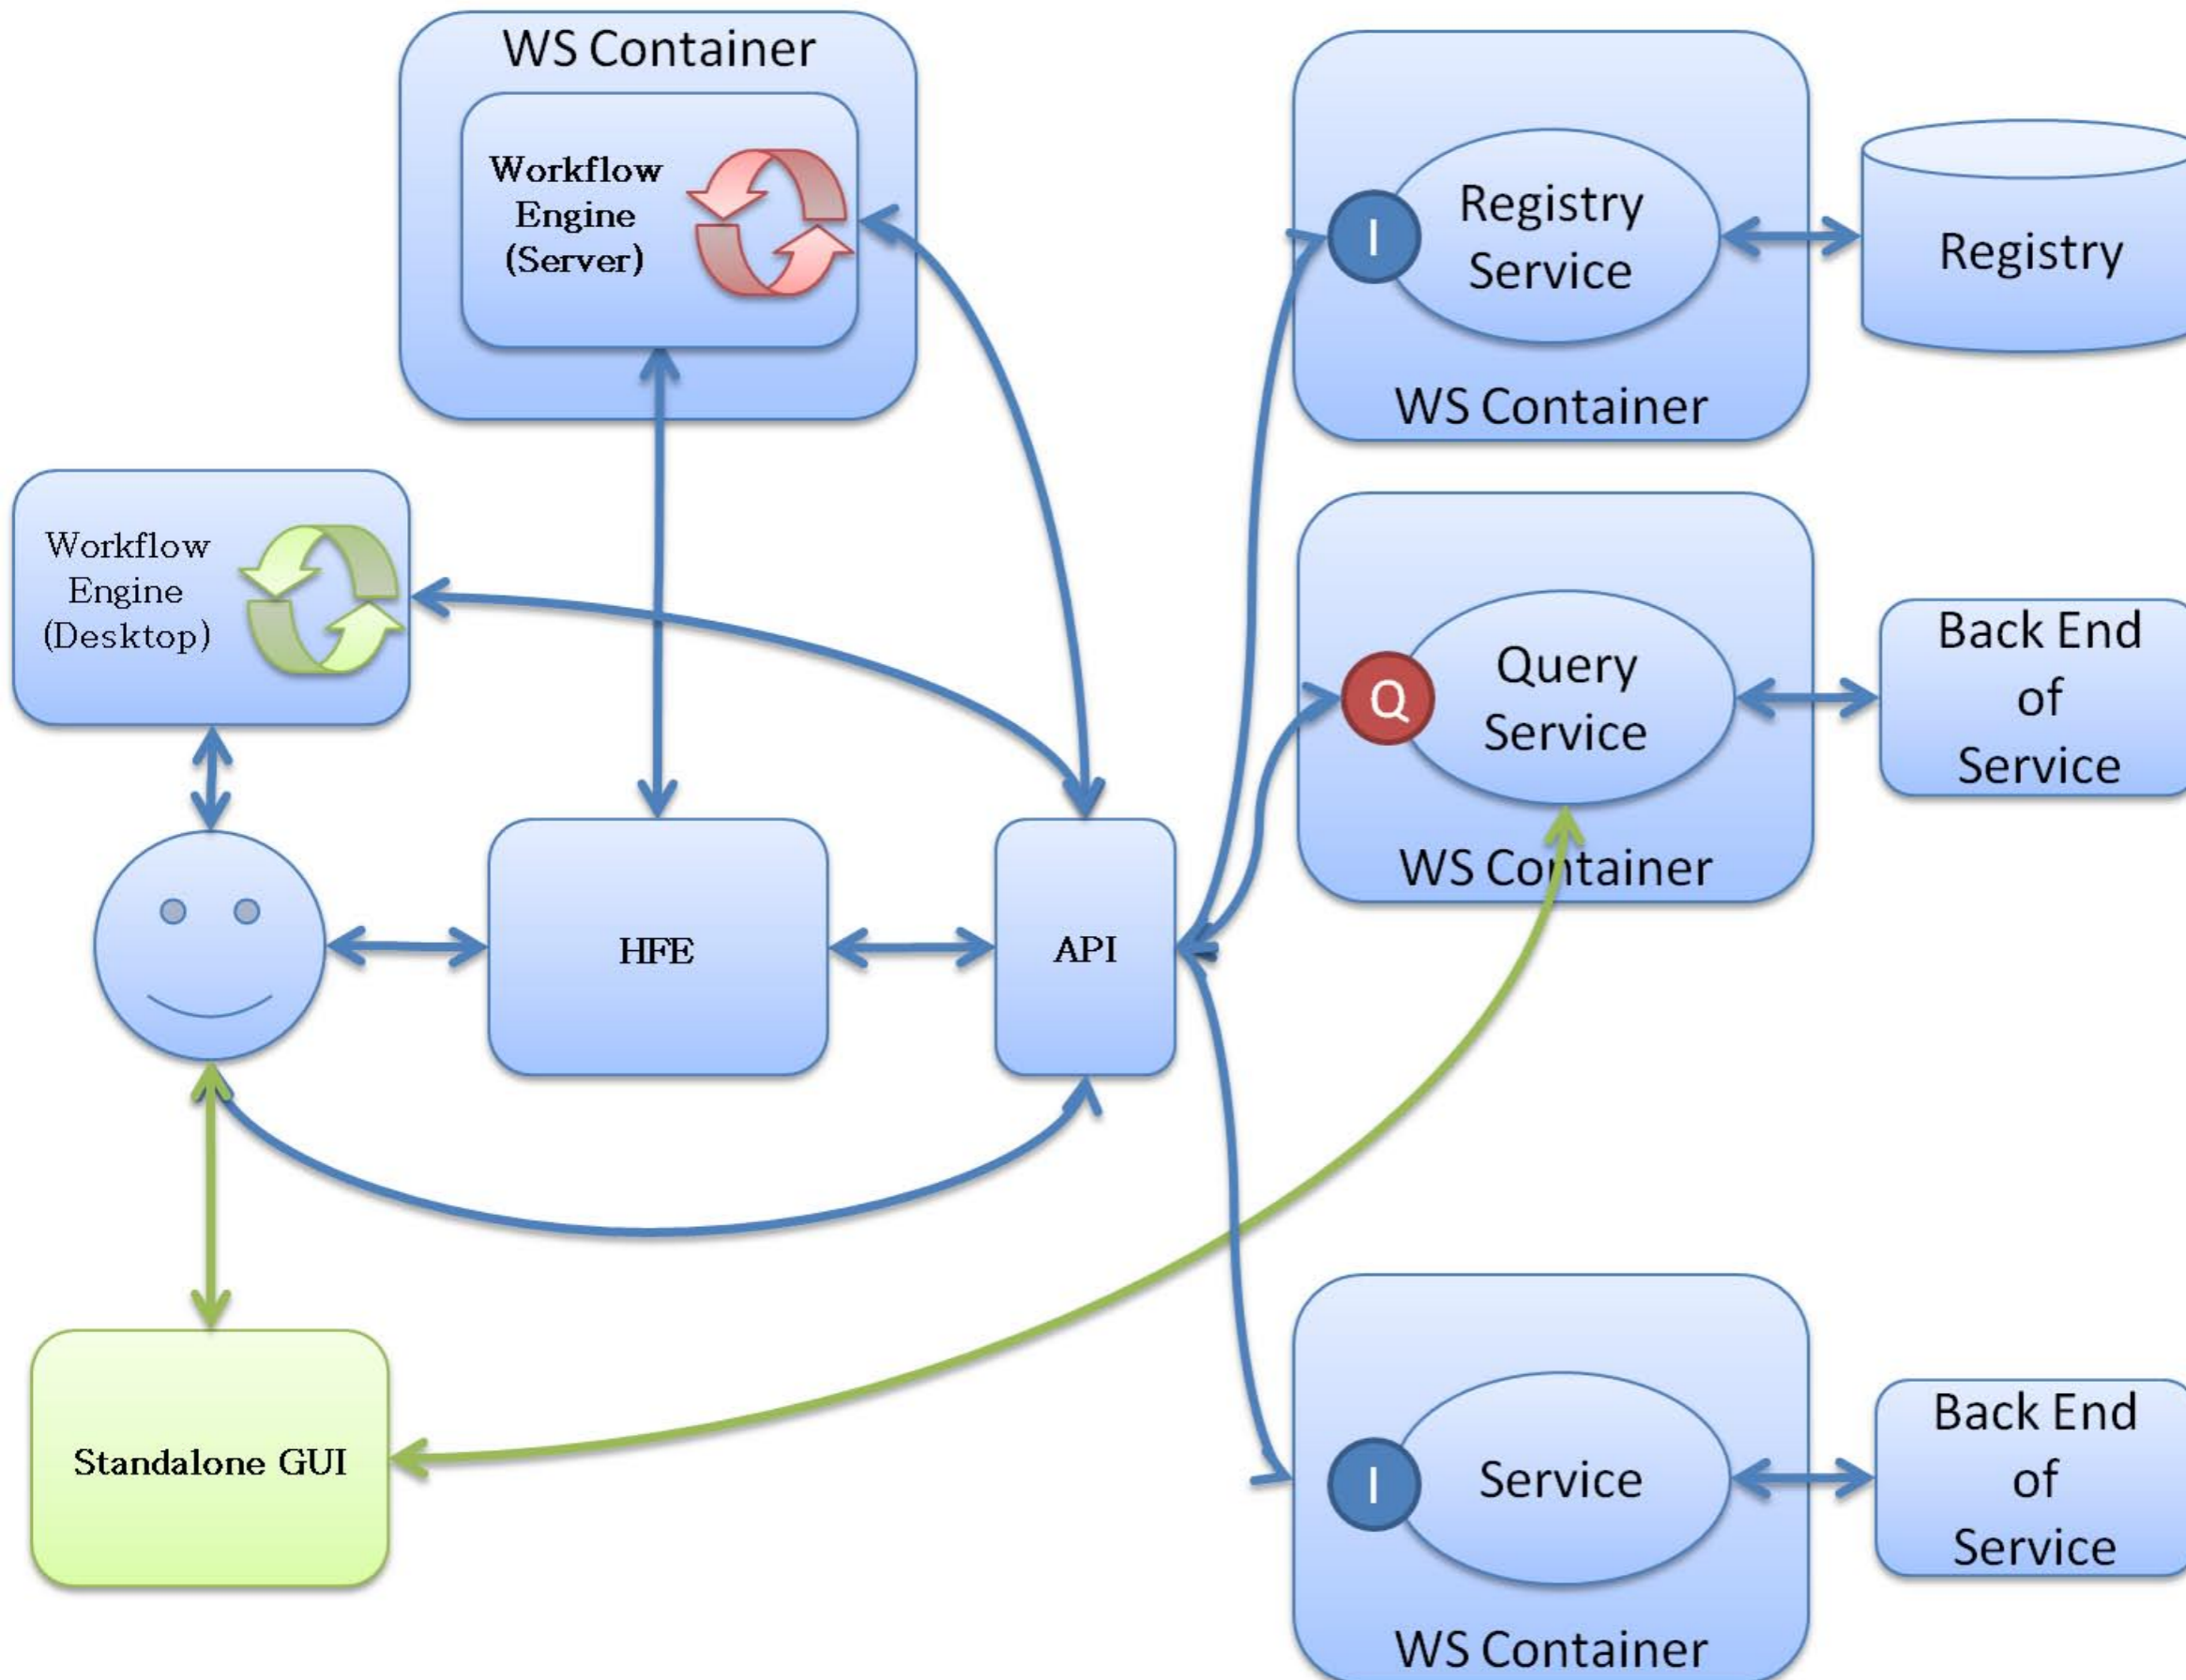 WS Container
Workflow
Engine
(Server)
I
Registry
Service
WS Container
Registry
Workflow
Engine
(Desktop)
Q
Query
Service
WS Container
Back End
of
Service
HFE
API
Standalone GUI
I
Service
WS Container
Back End
of
Service